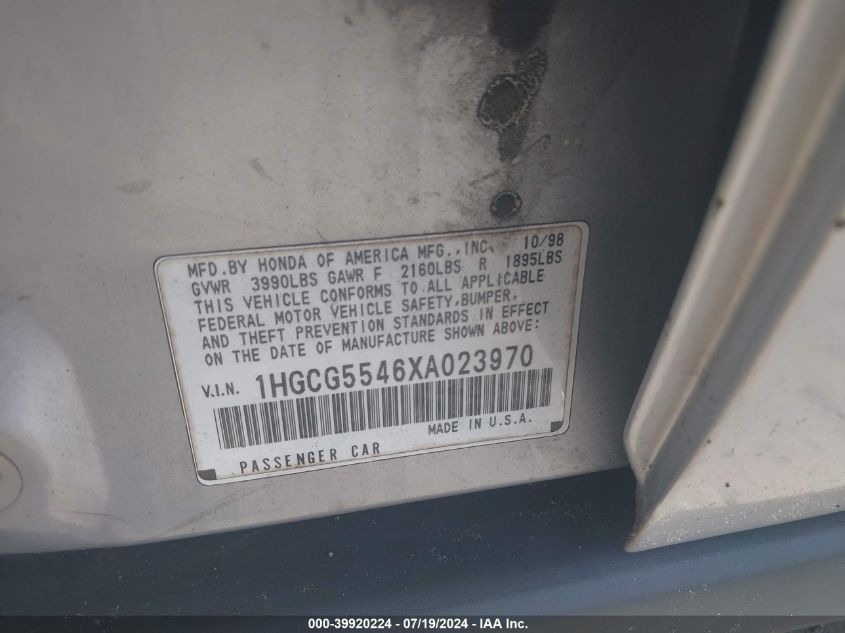 MFD.BY HONDA OF AMERICA MFG.,INC. 10/98
GVWR 3990LBS GAWR F 2160LBS R 1895LBS
THIS VEHICLE CONFORMS TO ALL APPLICABLE
FEDERAL MOTOR VEHICLE SAFETY,BUMPER,
AND THEFT PREVENTION STANDARDS IN EFFECT
ON THE DATE OF MANUFACTURE SHOWN ABOVE:
V.I.N. 1HGCG5546XA023970
MADE IN U.S.A.
PASSENGER CAR
000-39920224 - 07/19/2024 - IAA Inc.